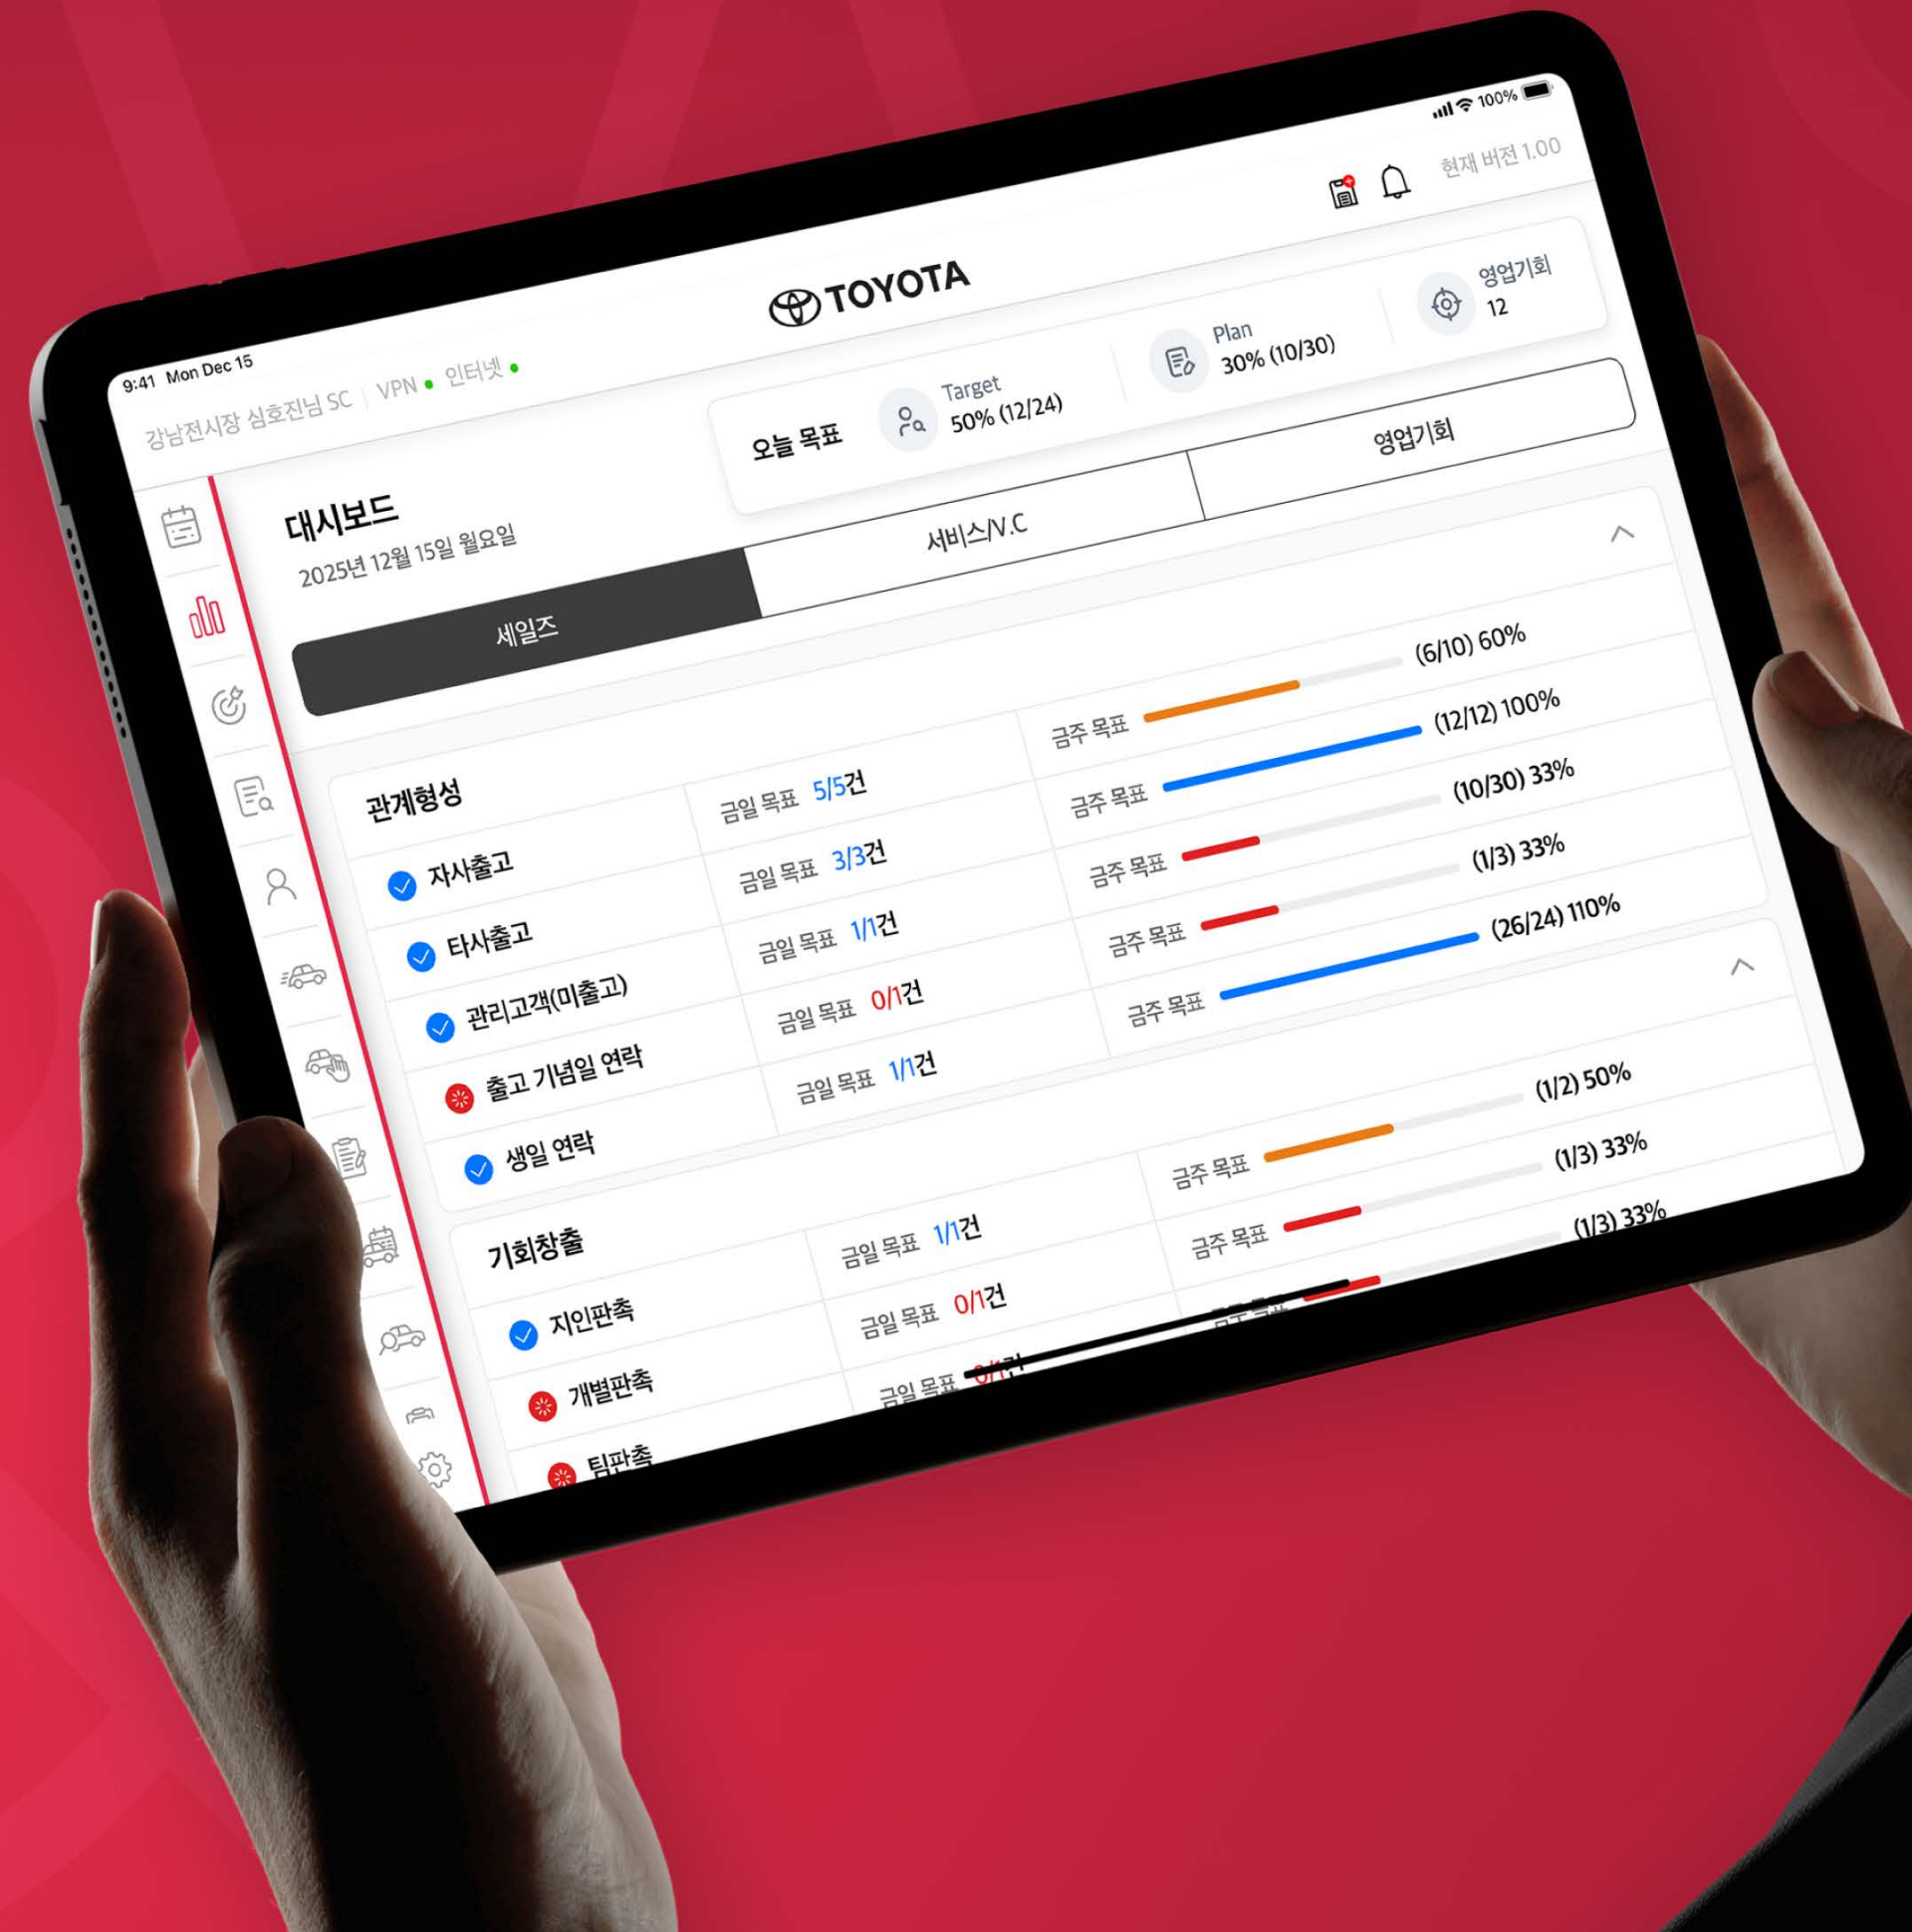 9:41 Mon Dec 15
100%
강남전시장 심호진님 SC | VPN 인터넷
TOYOTA
현재 버전 1.00
대시보드
2025년 12월 15일 월요일
오늘 목표
Target
50% (12/24)
Plan
30% (10/30)
영업기회
12
세일즈
서비스/V.C
영업기회
관계형성
자사출고 금일 목표 5/5건 금주 목표 (6/10) 60%
타사출고 금일 목표 3/3건 금주 목표 (12/12) 100%
관리고객(미출고) 금일 목표 1/1건 금주 목표 (10/30) 33%
출고 기념일 연락 금일 목표 0/1건 금주 목표 (1/3) 33%
생일 연락 금일 목표 1/1건 금주 목표 (26/24) 110%
기회창출
지인판촉 금일 목표 1/1건 금주 목표 (1/2) 50%
개별판촉 금일 목표 0/1건 금주 목표 (1/3) 33%
팀판촉 금일 목표 0/1건 금주 목표 (1/3) 33%